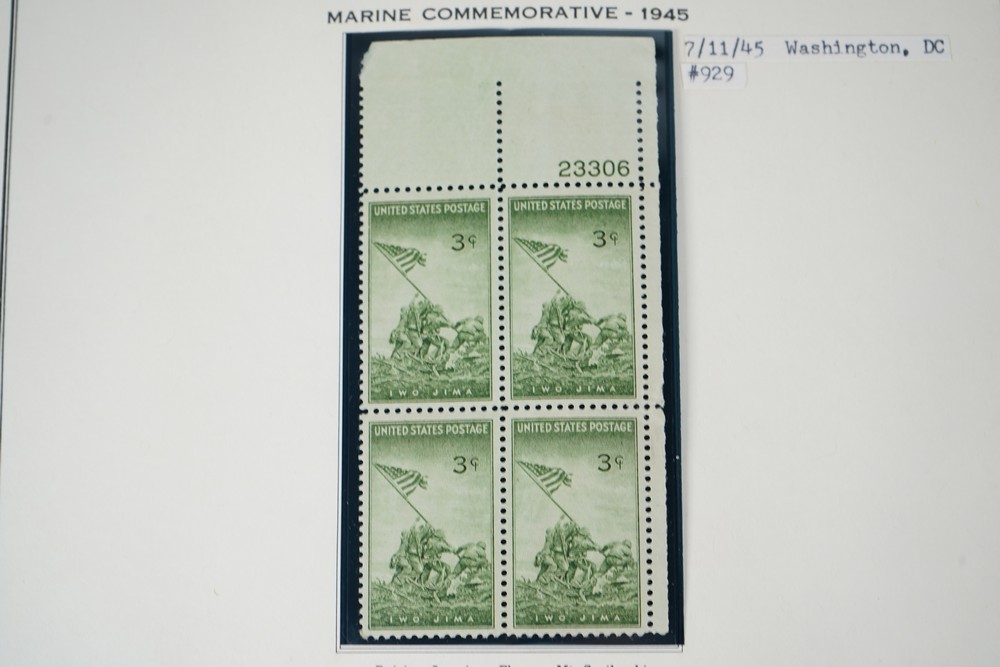 MARINE COMMEMORATIVE - 1945
7/11/45 Washington, DC
#929
23306
UNITED STATES POSTAGE
3¢
IWO JIMA
UNITED STATES POSTAGE
3¢
IWO JIMA
UNITED STATES POSTAGE
3¢
IWO JIMA
UNITED STATES POSTAGE
3¢
IWO JIMA